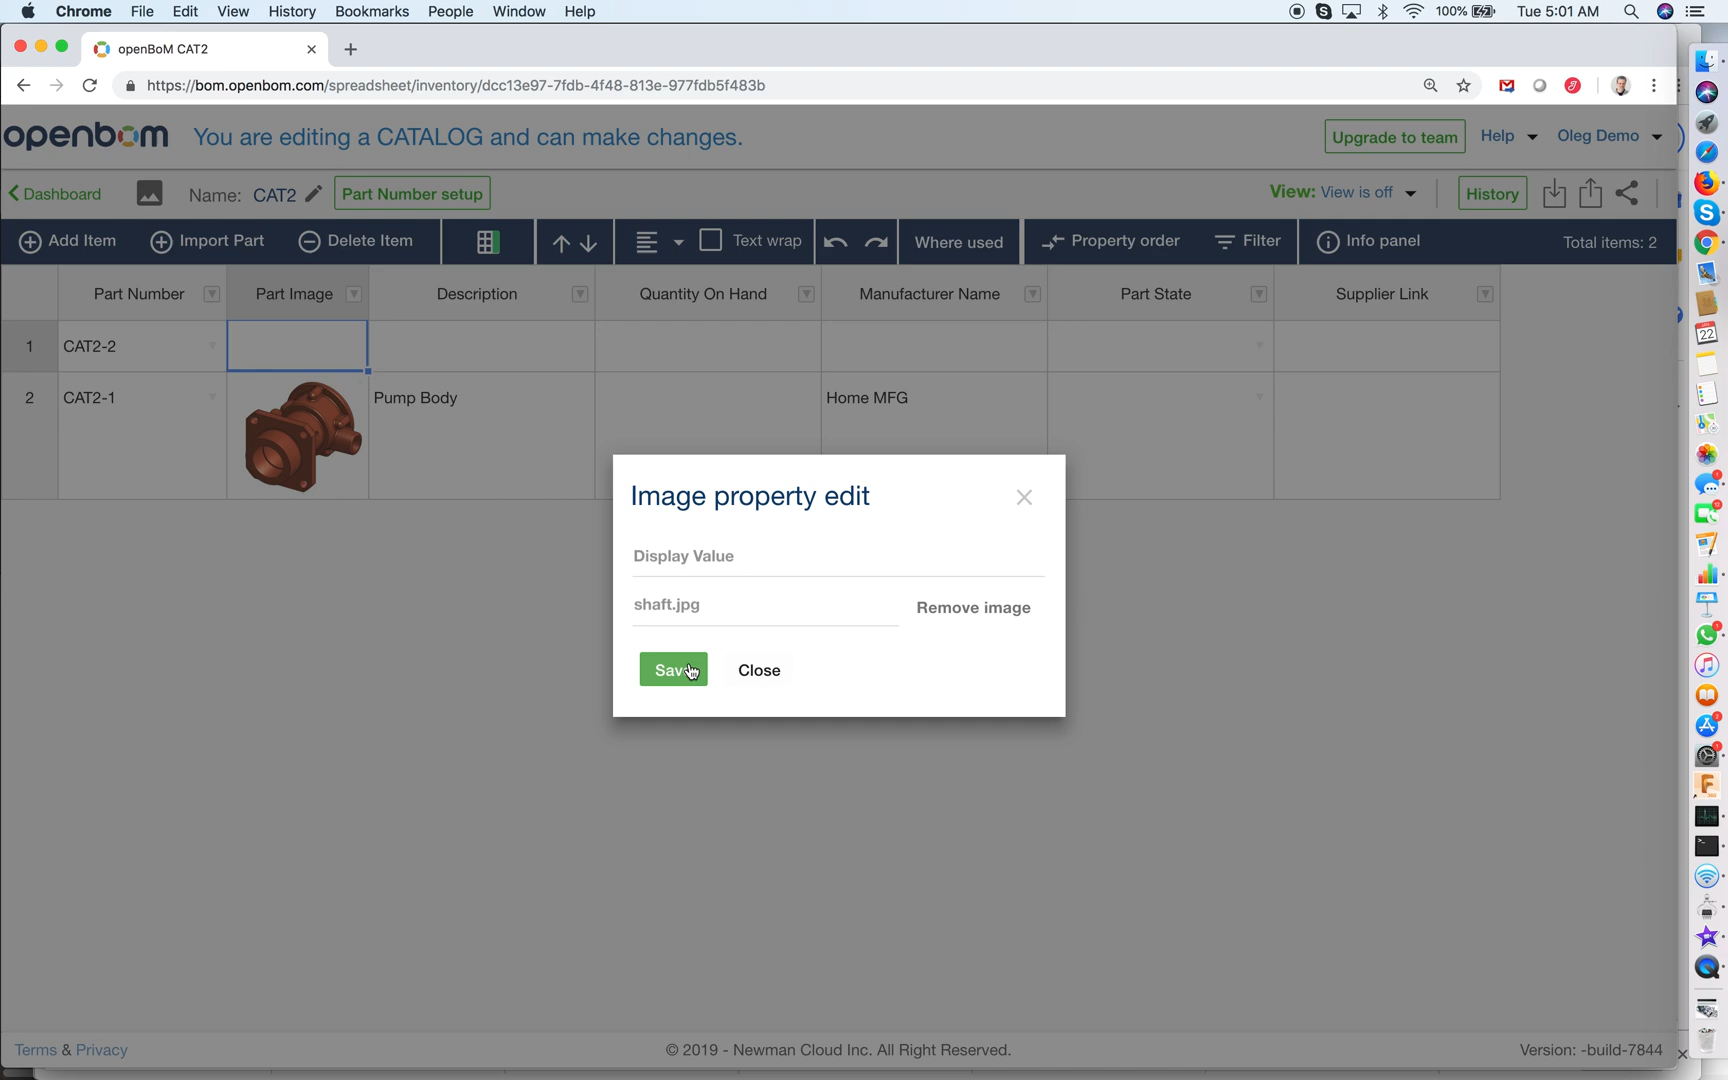 Chrome File Edit View History Bookmarks People Window Help 100% Tue 5:01 AM
openBoM CAT2
https://bom.openbom.com/spreadsheet/inventory/dcc13e97-7fdb-4f48-813e-977fdb5f483b
openbom You are editing a CATALOG and can make changes. Upgrade to team Help Oleg Demo
Dashboard Name: CAT2 Part Number setup View: View is off History
Add Item Import Part Delete Item Text wrap Where used Property order Filter Info panel Total items: 2
Part Number Part Image Description Quantity On Hand Manufacturer Name Part State Supplier Link
1 CAT2-2
2 CAT2-1 Pump Body Home MFG
Image property edit
Display Value
shaft.jpg Remove image
Save Close
Terms & Privacy © 2019 - Newman Cloud Inc. All Right Reserved. Version: -build-7844
22